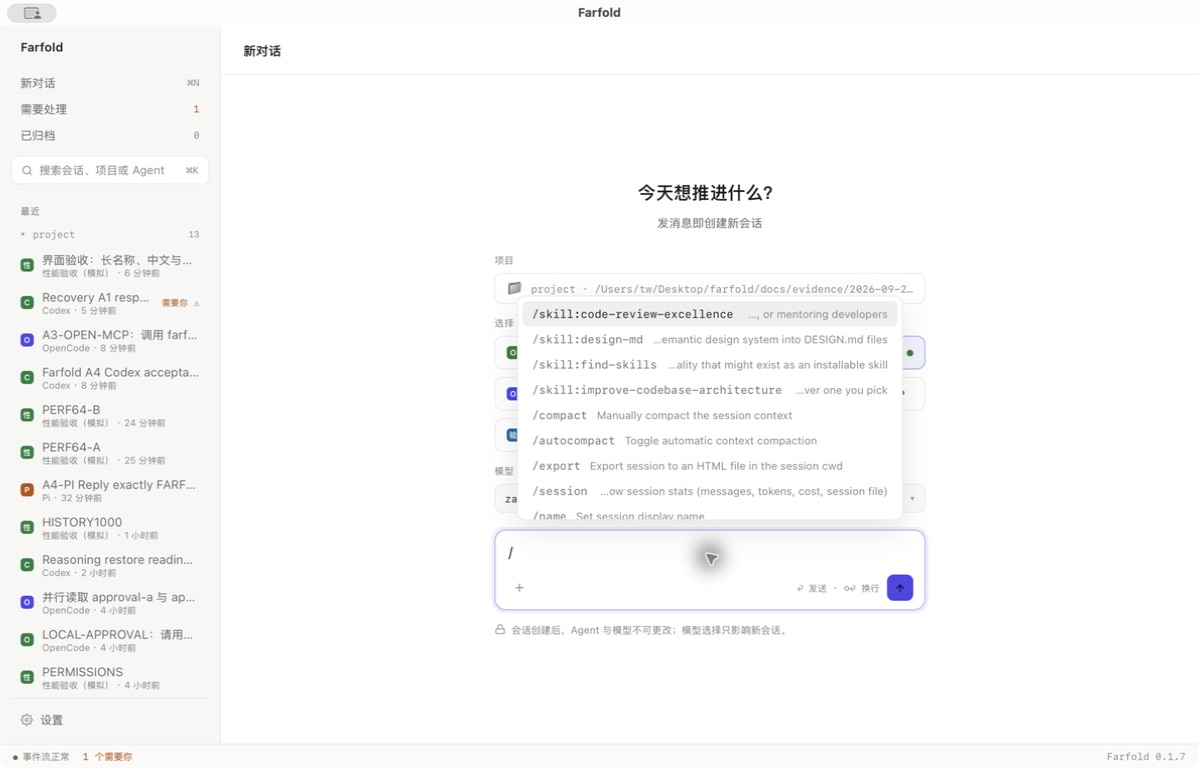 Farfold
Farfold
新对话 ⌘N
需要处理 1
已归档 0
搜索会话、项目或 Agent ⌘K
最近
project 13
性 界面验收：长名称、中文与...
性能验收（模拟） · 6 分钟前
C Recovery A1 resp... 需要你
Codex · 5 分钟前
O A3-OPEN-MCP：调用 farf...
OpenCode · 8 分钟前
C Farfold A4 Codex accepta...
Codex · 8 分钟前
性 PERF64-B
性能验收（模拟） · 24 分钟前
性 PERF64-A
性能验收（模拟） · 25 分钟前
P A4-PI Reply exactly FARF...
Pi · 32 分钟前
性 HISTORY1000
性能验收（模拟） · 1 小时前
C Reasoning restore readin...
Codex · 2 小时前
O 并行读取 approval-a 与 ap...
OpenCode · 4 小时前
O LOCAL-APPROVAL：请用...
OpenCode · 4 小时前
性 PERMISSIONS
性能验收（模拟） · 4 小时前
设置
新对话
今天想推进什么？
发消息即创建新会话
项目
project · /Users/tw/Desktop/farfold/docs/evidence/2026-09-2...
选择
/skill:code-review-excellence ..., or mentoring developers
/skill:design-md ...emantic design system into DESIGN.md files
/skill:find-skills ...ality that might exist as an installable skill
/skill:improve-codebase-architecture ...ver one you pick
/compact Manually compact the session context
/autocompact Toggle automatic context compaction
/export Export session to an HTML file in the session cwd
模型
/session ...ow session stats (messages, tokens, cost, session file)
za
/name Set session display name
/
+ 发送 · 换行
会话创建后，Agent 与模型不可更改；模型选择只影响新会话。
事件流正常 1 个需要你
Farfold 0.1.7